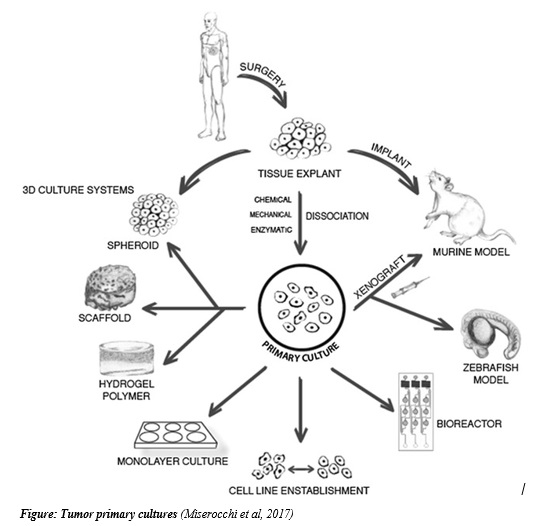 SURGERY
TISSUE EXPLANT
IMPLANT
3D CULTURE SYSTEMS
SPHEROID
CHEMICAL
MECHANICAL
ENZYMATIC
DISSOCIATION
MURINE MODEL
XENOGRAFT
SCAFFOLD
PRIMARY CULTURE
ZEBRAFISH
MODEL
HYDROGEL
POLYMER
BIOREACTOR
MONOLAYER CULTURE
CELL LINE ENSTABLISHMENT
/
Figure: Tumor primary cultures (Miserocchi et al, 2017)